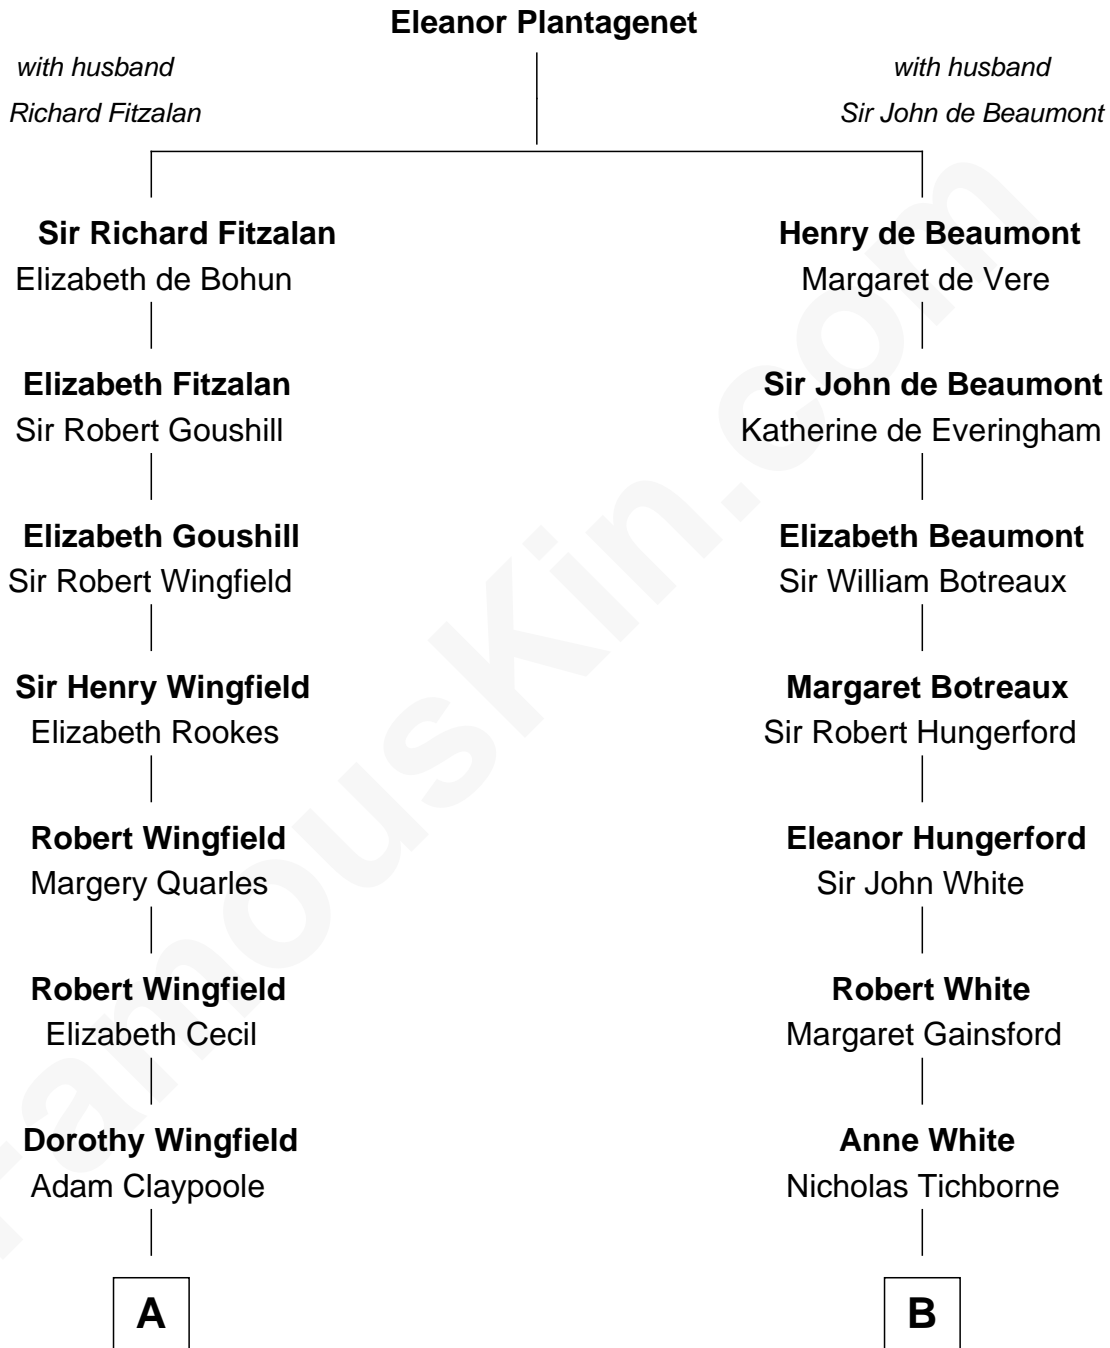 Eleanor Plantagenet
with husband
Richard Fitzalan
with husband
Sir John de Beaumont
Sir Richard Fitzalan
Elizabeth de Bohun
Henry de Beaumont
Margaret de Vere
Elizabeth Fitzalan
Sir Robert Goushill
Sir John de Beaumont
Katherine de Everingham
Elizabeth Goushill
Sir Robert Wingfield
Elizabeth Beaumont
Sir William Botreaux
Sir Henry Wingfield
Elizabeth Rookes
Margaret Botreaux
Sir Robert Hungerford
Robert Wingfield
Margery Quarles
Eleanor Hungerford
Sir John White
Robert Wingfield
Elizabeth Cecil
Robert White
Margaret Gainsford
Dorothy Wingfield
Adam Claypoole
Anne White
Nicholas Tichborne
A
B
FamousKin.com